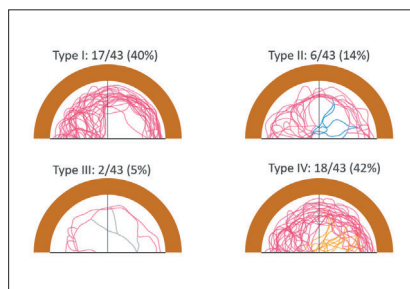 Type I: 17/43 (40%)
Type II: 6/43 (14%)
Type III: 2/43 (5%)
Type IV: 18/43 (42%)